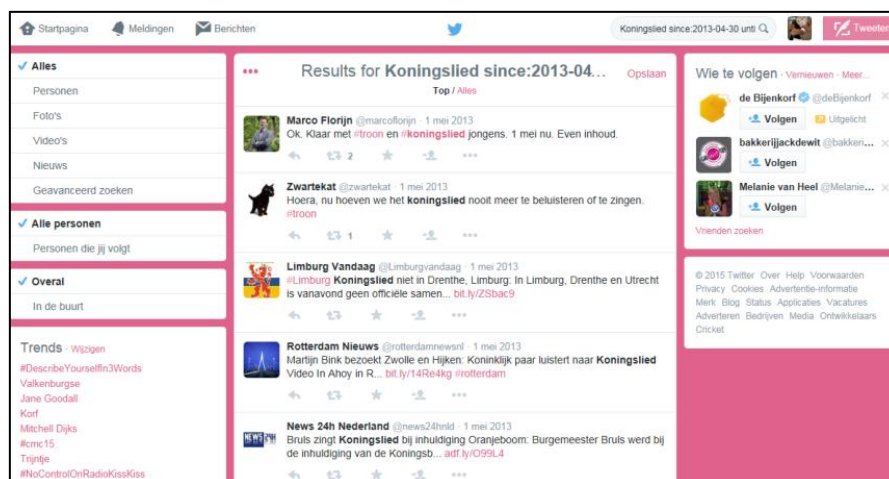 Startpagina Meldingen Berichten Koningslied since:2013-04-30 unti Tweeten
Alles
Personen
Foto's
Video's
Nieuws
Geavanceerd zoeken
Alle personen
Personen die jij volgt
Overal
In de buurt
Trends · Wijzigen
#DescribeYourselfIn3Words
Valkenburgse
Jane Goodall
Korf
Mitchell Dijks
#cmc15
Trijntje
#NoControlOnRadioKissKiss
Results for Koningslied since:2013-04... Opslaan
Top / Alles
Marco Florijn @marcoflorijn · 1 mei 2013
Ok. Klaar met #troon en #koningslied jongens. 1 mei nu. Even inhoud.
2
Zwartekat @zwartekat · 1 mei 2013
Hoera, nu hoeven we het koningslied nooit meer te beluisteren of te zingen.
#troon
1
Limburg Vandaag @Limburgvandaag · 1 mei 2013
#Limburg Koningslied niet in Drenthe, Limburg: In Limburg, Drenthe en Utrecht
is vanavond geen officiële samen... bit.ly/ZSbac9
Rotterdam Nieuws @rotterdamnewsnl · 1 mei 2013
Martijn Bink bezoekt Zwolle en Hijken: Koninklijk paar luistert naar Koningslied
Video In Ahoy in R... bit.ly/14Re4kg #rotterdam
NEWS 24H
News 24h Nederland @news24hnld · 1 mei 2013
Bruls zingt Koningslied bij inhuldiging Oranjeboom: Burgemeester Bruls werd bij
de inhuldiging van de Koningsb... adf.ly/O99L4
Wie te volgen · Vernieuwen · Meer...
de Bijenkorf @deBijenkorf
Volgen Uitgelicht
bakkerijjackdewit @bakkeri...
Volgen
Melanie van Heel @Melanie...
Volgen
Vrienden zoeken
© 2015 Twitter Over Help Voorwaarden
Privacy Cookies Advertentie-informatie
Merk Blog Status Applicaties Vacatures
Adverteren Bedrijven Media Ontwikkelaars
Cricket